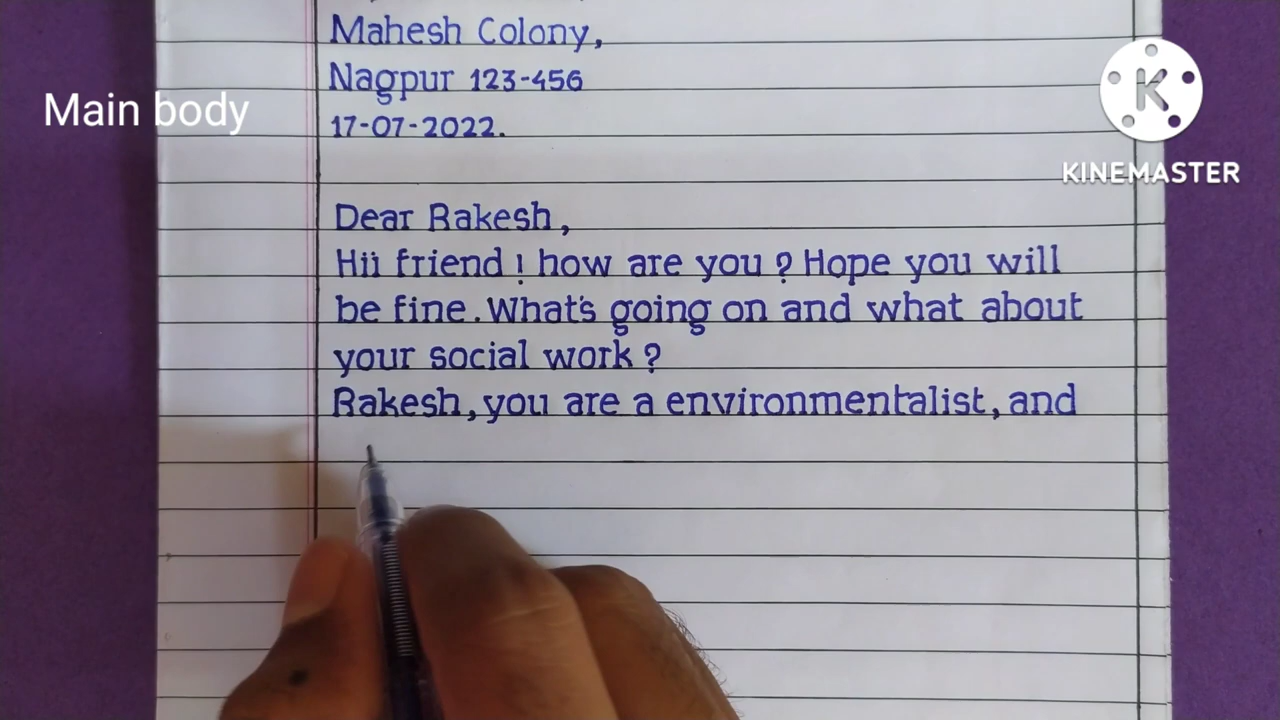 Mahesh Colony,
Nagpur 123-456
17-07-2022.
Main body
KINEMASTER
Dear Rakesh,
Hii friend! how are you? Hope you will
be fine. What's going on and what about
your social work?
Rakesh, you are a environmentalist, and